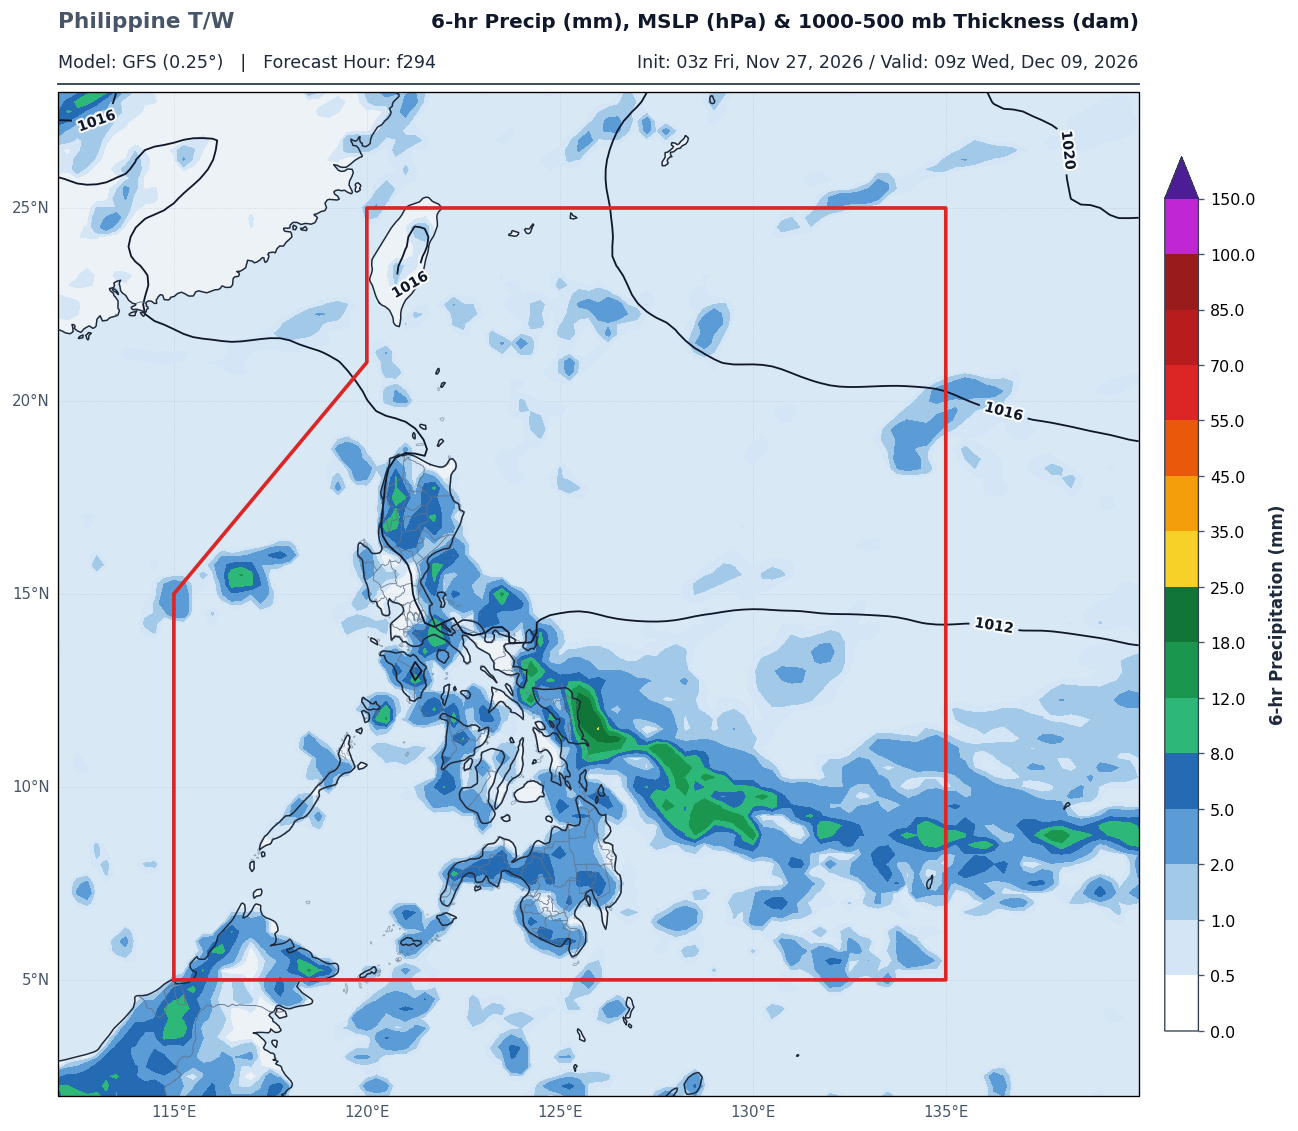 Philippine T/W
6-hr Precip (mm), MSLP (hPa) & 1000-500 mb Thickness (dam)
Model: GFS (0.25°) | Forecast Hour: f294
Init: 03z Fri, Nov 27, 2026 / Valid: 09z Wed, Dec 09, 2026
1016
1020
1016
1016
1012
25°N
20°N
15°N
10°N
5°N
115°E
120°E
125°E
130°E
135°E
150.0
100.0
85.0
70.0
55.0
45.0
35.0
25.0
18.0
12.0
8.0
5.0
2.0
1.0
0.5
0.0
6-hr Precipitation (mm)